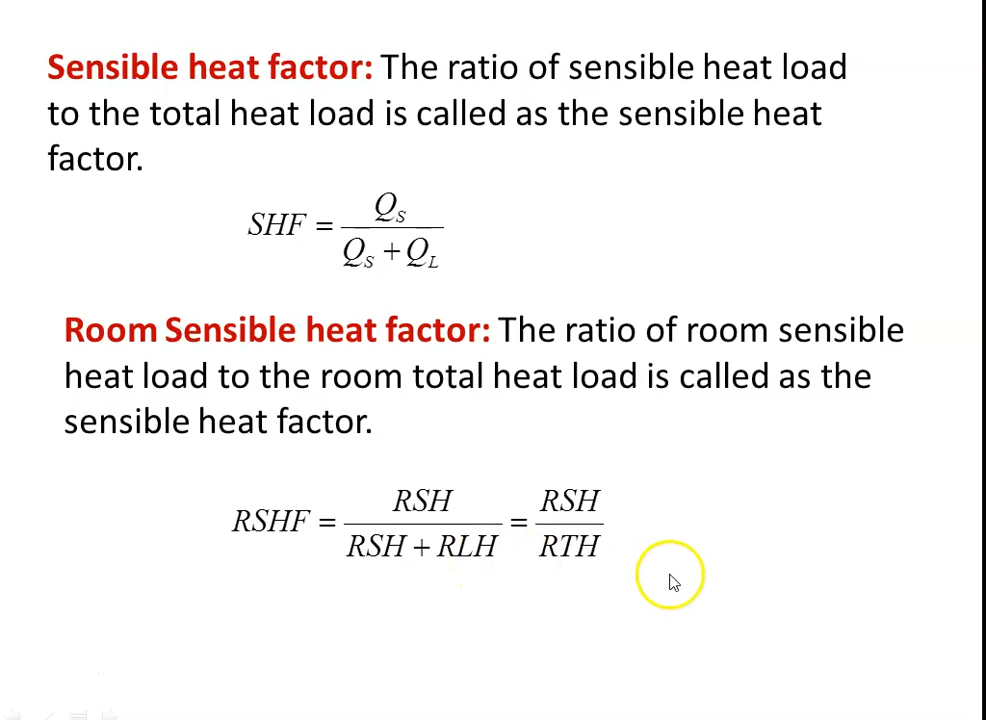 Sensible heat factor: The ratio of sensible heat load
to the total heat load is called as the sensible heat
factor.
SHF = Q_S / (Q_S + Q_L)
Room Sensible heat factor: The ratio of room sensible
heat load to the room total heat load is called as the
sensible heat factor.
RSHF = RSH / (RSH + RLH) = RSH / RTH